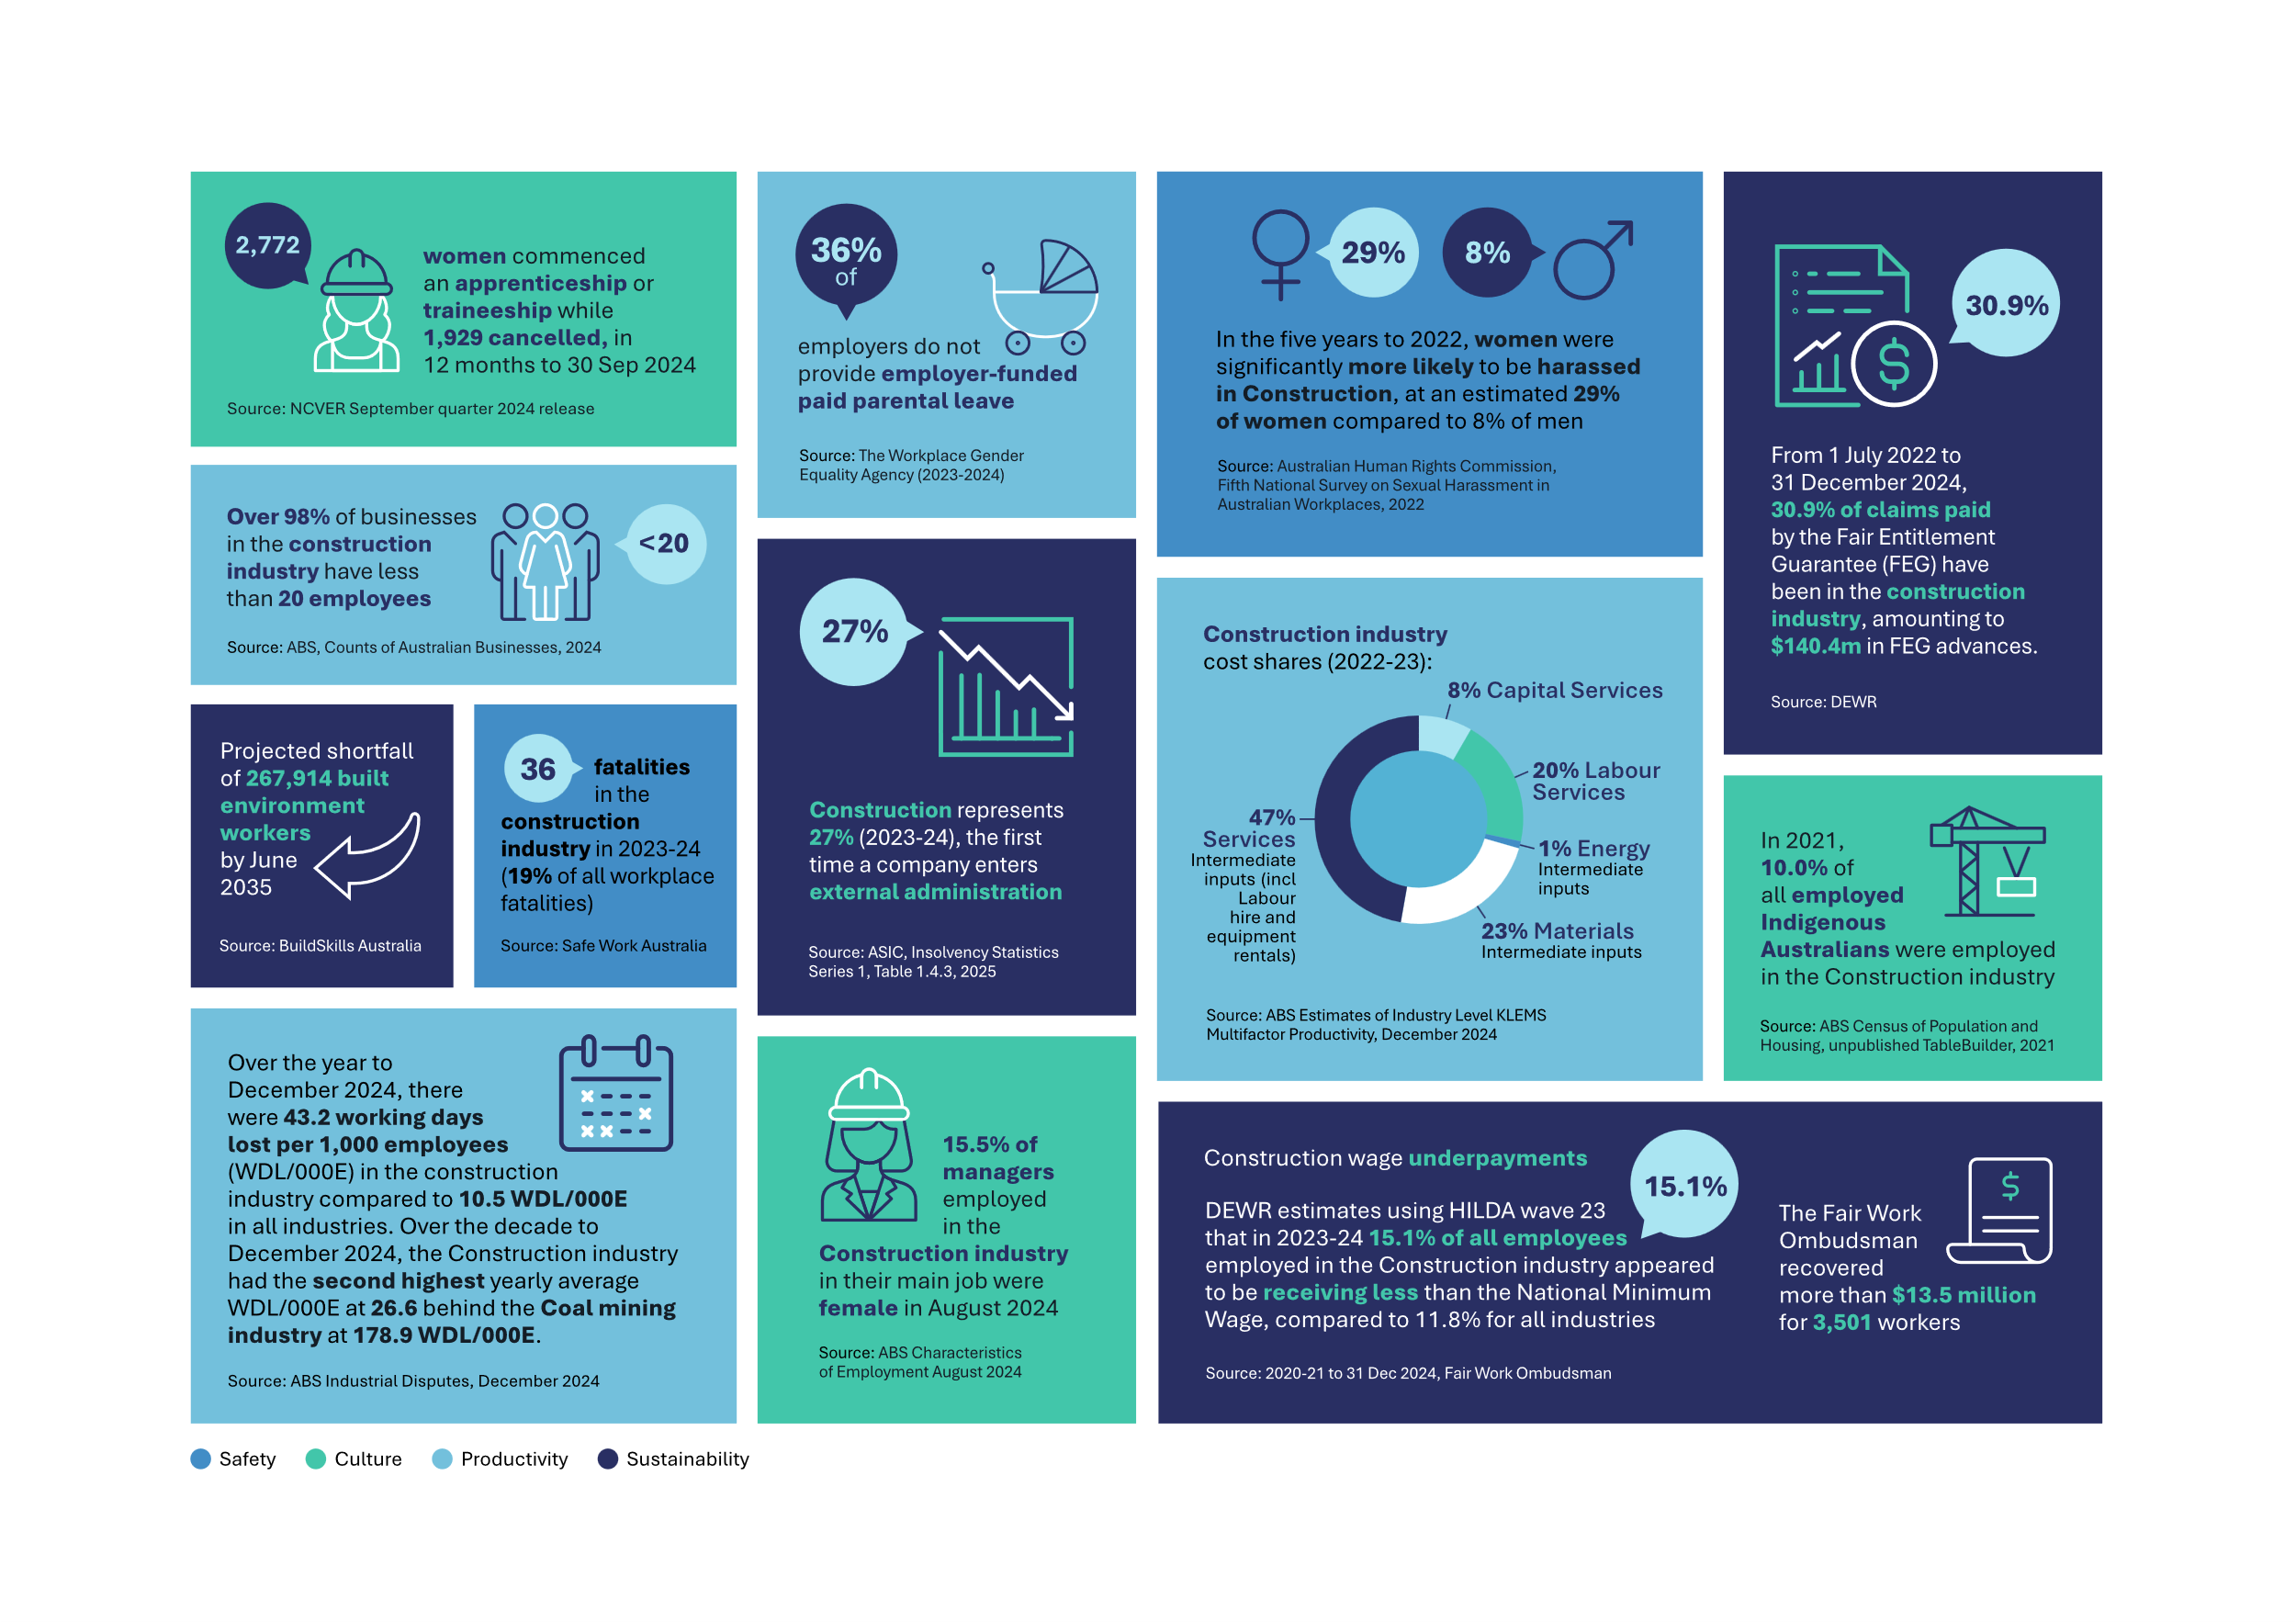 2,772
women commenced
an apprenticeship or
traineeship while
1,929 cancelled, in
12 months to 30 Sep 2024
Source: NCVER September quarter 2024 release
Over 98% of businesses
in the construction
industry have less
than 20 employees
<20
Source: ABS, Counts of Australian Businesses, 2024
Projected shortfall
of 267,914 built
environment
workers
by June
2035
Source: BuildSkills Australia
36
fatalities
in the
construction
industry in 2023-24
(19% of all workplace
fatalities)
Source: Safe Work Australia
Over the year to
December 2024, there
were 43.2 working days
lost per 1,000 employees
(WDL/000E) in the construction
industry compared to 10.5 WDL/000E
in all industries. Over the decade to
December 2024, the Construction industry
had the second highest yearly average
WDL/000E at 26.6 behind the Coal mining
industry at 178.9 WDL/000E.
Source: ABS Industrial Disputes, December 2024
36%
of
employers do not
provide employer-funded
paid parental leave
Source: The Workplace Gender
Equality Agency (2023-2024)
27%
Construction represents
27% (2023-24), the first
time a company enters
external administration
Source: ASIC, Insolvency Statistics
Series 1, Table 1.4.3, 2025
15.5% of
managers
employed
in the
Construction industry
in their main job were
female in August 2024
Source: ABS Characteristics
of Employment August 2024
29%
8%
In the five years to 2022, women were
significantly more likely to be harassed
in Construction, at an estimated 29%
of women compared to 8% of men
Source: Australian Human Rights Commission,
Fifth National Survey on Sexual Harassment in
Australian Workplaces, 2022
Construction industry
cost shares (2022-23):
8% Capital Services
20% Labour
Services
1% Energy
Intermediate
inputs
23% Materials
Intermediate inputs
47%
Services
Intermediate
inputs (incl
Labour
hire and
equipment
rentals)
Source: ABS Estimates of Industry Level KLEMS
Multifactor Productivity, December 2024
30.9%
$
From 1 July 2022 to
31 December 2024,
30.9% of claims paid
by the Fair Entitlement
Guarantee (FEG) have
been in the construction
industry, amounting to
$140.4m in FEG advances.
Source: DEWR
In 2021,
10.0% of
all employed
Indigenous
Australians were employed
in the Construction industry
Source: ABS Census of Population and
Housing, unpublished TableBuilder, 2021
Construction wage underpayments
15.1%
DEWR estimates using HILDA wave 23
that in 2023-24 15.1% of all employees
employed in the Construction industry appeared
to be receiving less than the National Minimum
Wage, compared to 11.8% for all industries
Source: 2020-21 to 31 Dec 2024, Fair Work Ombudsman
$
The Fair Work
Ombudsman
recovered
more than $13.5 million
for 3,501 workers
Safety
Culture
Productivity
Sustainability